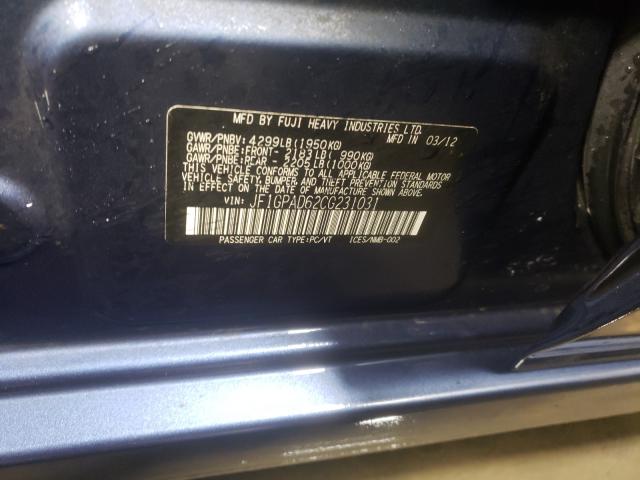 MFD BY FUJI HEAVY INDUSTRIES LTD.
GVWR/PNBV: 4299LB(1950KG) MFD IN 03/12
GAWR/PNBE:FRONT- 2183LB( 990KG)
GAWR/PNBE:REAR - 2205LB(1000KG)
THIS VEHICLE CONFORMS TO ALL APPLICABLE FEDERAL MOTOR
VEHICLE SAFETY,BUMPER, AND THEFT PREVENTION STANDARDS
IN EFFECT ON THE DATE OF MANUFACTURE SHOWN ABOVE.
VIN: JF1GPAD62CG231031
PASSENGER CAR TYPE:PC/VT ICES/NMB-002